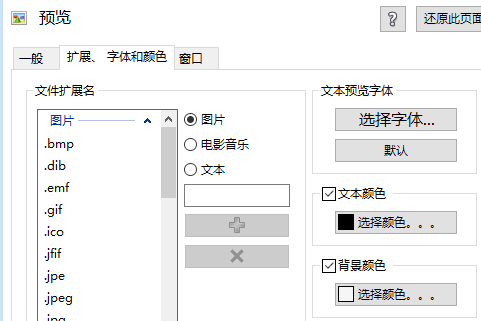 预览
?
还原此页面
一般
扩展、字体和颜色
窗口
文件扩展名
图片
.bmp
.dib
.emf
.gif
.ico
.jfif
.jpe
.jpeg
.jpg
图片
电影音乐
文本
文本预览字体
选择字体...
默认
文本颜色
选择颜色。。。
背景颜色
选择颜色。。。